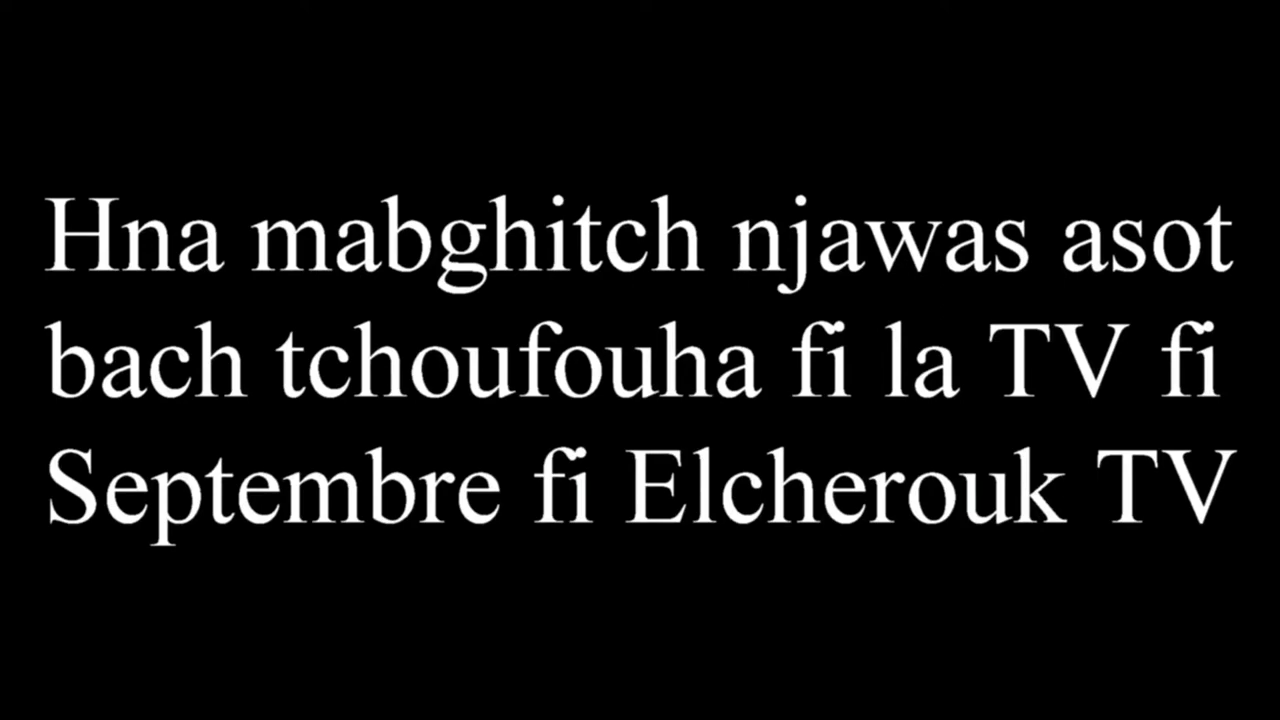 Hna mabghitch njawas asot
bach tchoufouha fi la TV fi
Septembre fi Elcherouk TV